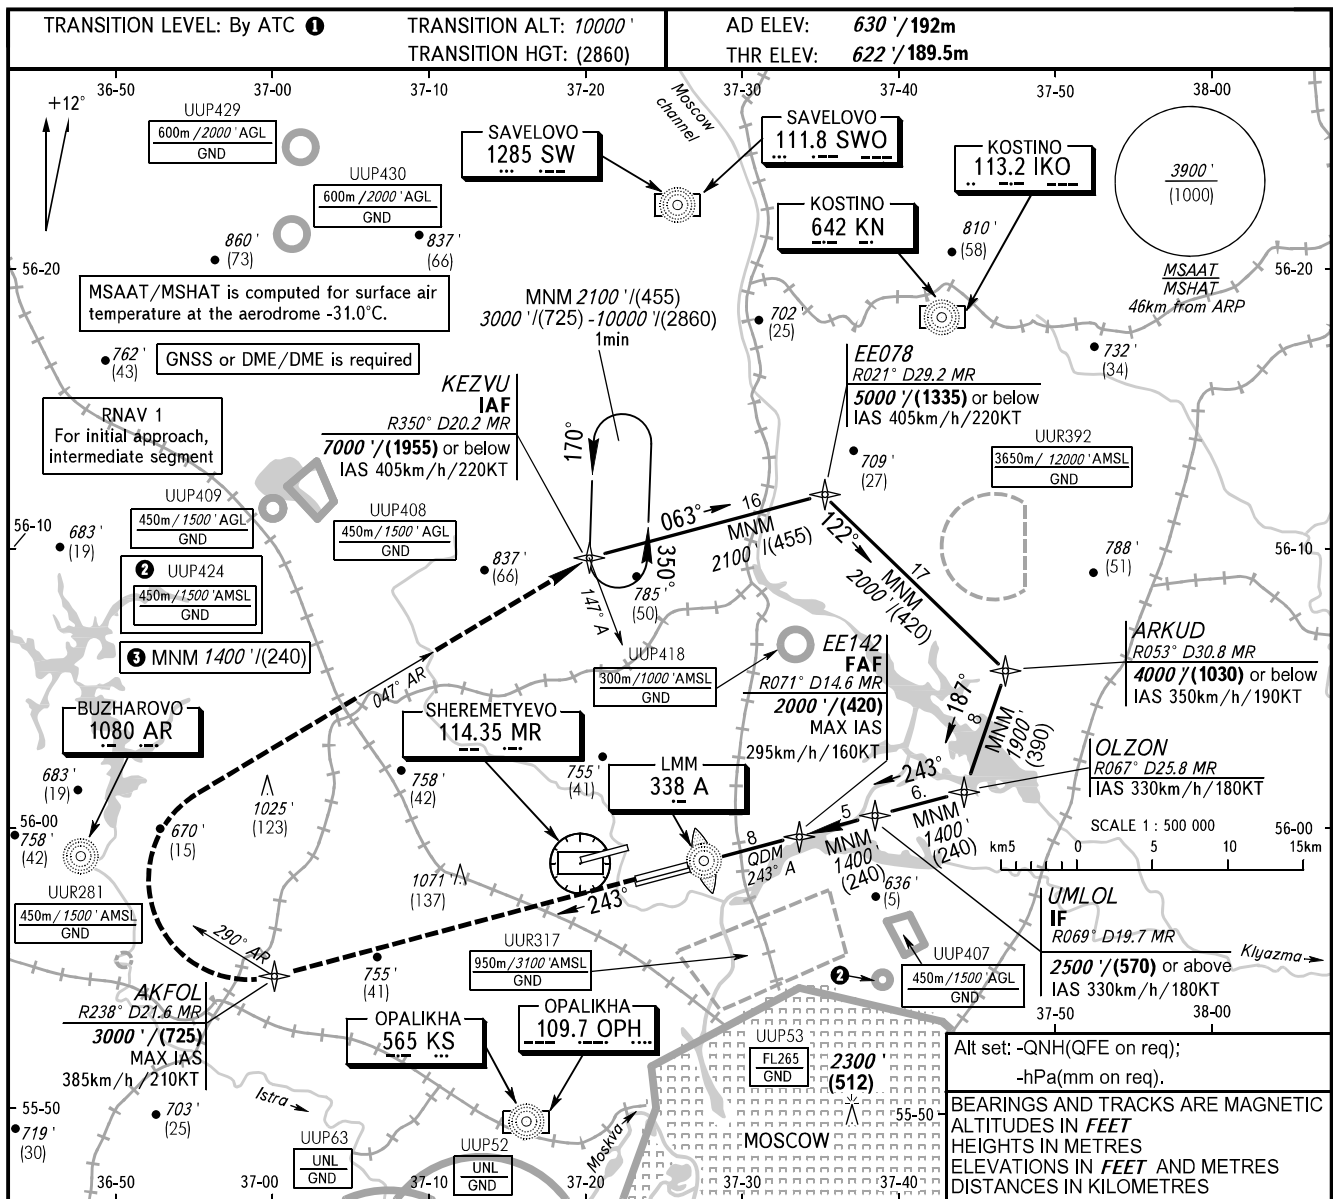 TRANSITION LEVEL: By ATC ❶
TRANSITION ALT: 10000 '
TRANSITION HGT: (2860)
AD ELEV: 630 '/192m
THR ELEV: 622 '/189.5m
36-50 37-00 37-10 37-20 37-30 37-40 37-50 38-00
+12°
UUP429
600m/2000 'AGL
GND
UUP430
600m/2000 'AGL
GND
SAVELOVO
1285 SW
Moscow
channel
SAVELOVO
111.8 SWO
KOSTINO
113.2 IKO
KOSTINO
642 KN
3900 '
(1000)
MSAAT
MSHAT
46km from ARP
860 '
(73)
837 '
(66)
810 '
(58)
56-20
56-20
MSAAT/MSHAT is computed for surface air
temperature at the aerodrome -31.0°C.
MNM 2100 '/(455)
3000 '/(725) -10000 '/(2860)
1min
702 '
(25)
732 '
(34)
762 '
(43)
GNSS or DME/DME is required
KEZVU
IAF
R350° D20.2 MR
7000 '/(1955) or below
IAS 405km/h/220KT
EE078
R021° D29.2 MR
5000 '/(1335) or below
IAS 405km/h/220KT
RNAV 1
For initial approach,
intermediate segment
170°
350°
709 '
(27)
UUR392
3650m/ 12000 'AMSL
GND
UUP409
450m/1500 'AGL
GND
UUP408
450m/1500 'AGL
GND
063°
16
MNM
2100 '/(455)
122°
17
MNM
2000 '/(420)
56-10
56-10
683 '
(19)
❷ UUP424
450m/1500 'AMSL
GND
837 '
(66)
785 '
(50)
788 '
(51)
147° A
❸ MNM 1400 '/(240)
047° AR
UUP418
300m/1000 'AMSL
GND
EE142
FAF
R071° D14.6 MR
2000 '/(420)
MAX IAS
295km/h/160KT
ARKUD
R053° D30.8 MR
4000 '/(1030) or below
IAS 350km/h/190KT
187°
8
MNM
1900 '
(390)
BUZHAROVO
1080 AR
SHEREMETYEVO
114.35 MR
LMM
338 A
OLZON
R067° D25.8 MR
IAS 330km/h/180KT
683 '
(19)
1025 '
(123)
758 '
(42)
755 '
(41)
243°
6.
MNM
1400 '
(240)
5
MNM
1400 '
(240)
8
QDM
243° A
SCALE 1 : 500 000
km5 0 5 10 15km
56-00
56-00
758 '
(42)
670 '
(15)
1071 '
(137)
243°
636 '
(5)
UMLOL
IF
R069° D19.7 MR
2500 '/(570) or above
IAS 330km/h/180KT
UUR281
450m/1500 'AMSL
GND
290° AR
UUR317
950m/3100 'AMSL
GND
UUP407
450m/1500 'AGL
GND
❷
Klyazma
755 '
(41)
AKFOL
R238° D21.6 MR
3000 '/(725)
MAX IAS
385km/h/210KT
OPALIKHA
565 KS
OPALIKHA
109.7 OPH
37-50 38-00
UUP53
FL265
GND
2300 '
(512)
Alt set: -QNH(QFE on req);
-hPa(mm on req).
Istra
55-50
55-50
703 '
(25)
719 '
(30)
UUP63
UNL
GND
UUP52
UNL
GND
Moskva
MOSCOW
BEARINGS AND TRACKS ARE MAGNETIC
ALTITUDES IN FEET
HEIGHTS IN METRES
ELEVATIONS IN FEET AND METRES
DISTANCES IN KILOMETRES
36-50 37-00 37-10 37-20 37-30 37-40